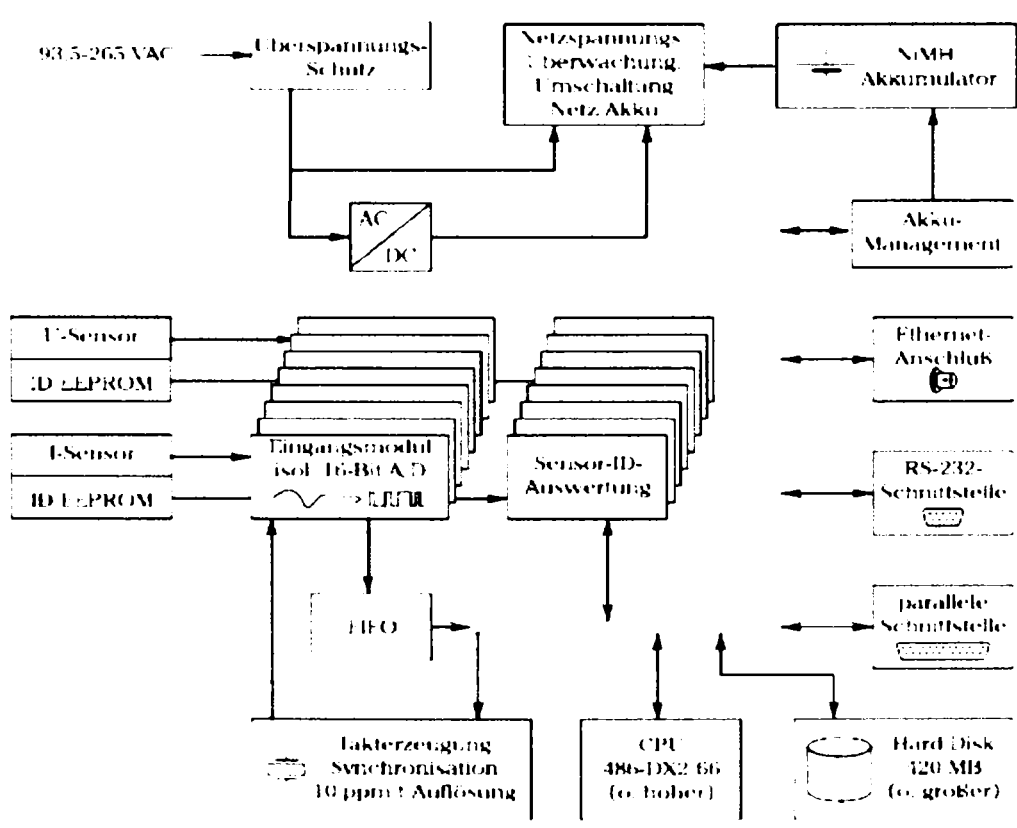 93.5-265 VAC
Überspannungs-
Schutz
Netzspannungs
Überwachung,
Umschaltung
Netz Akku
NiMH
Akkumulator
AC
DC
Akku-
Management
U-Sensor
ID EEPROM
I-Sensor
ID EEPROM
Eingangsmodul
isol. 16-Bit A/D
Sensor-ID-
Auswertung
Ethernet-
Anschluß
RS-232-
Schnittstelle
parallele
Schnittstelle
FIFO
Takterzeugung
Synchronisation
10 ppm Auflösung
CPU
486-DX2 66
(o. höher)
Hard Disk
420 MB
(o. größer)